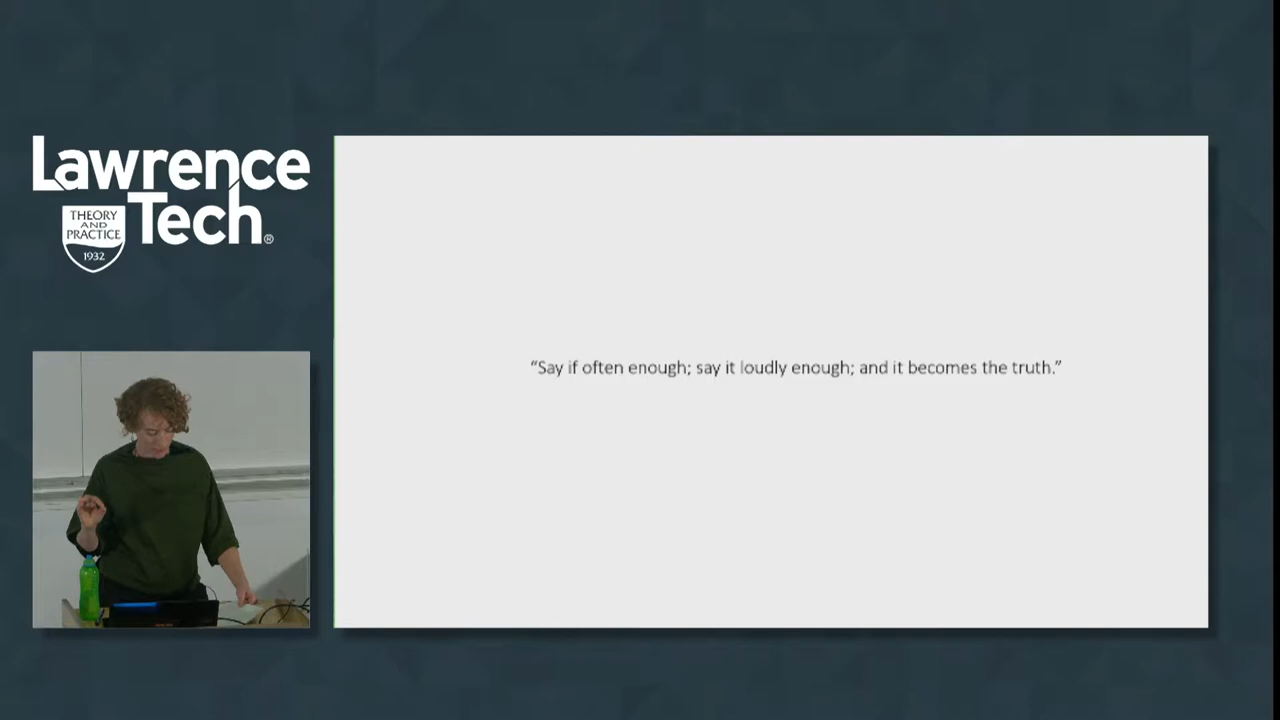 Lawrence
Tech®
THEORY
AND
PRACTICE
1932
“Say if often enough; say it loudly enough; and it becomes the truth.”